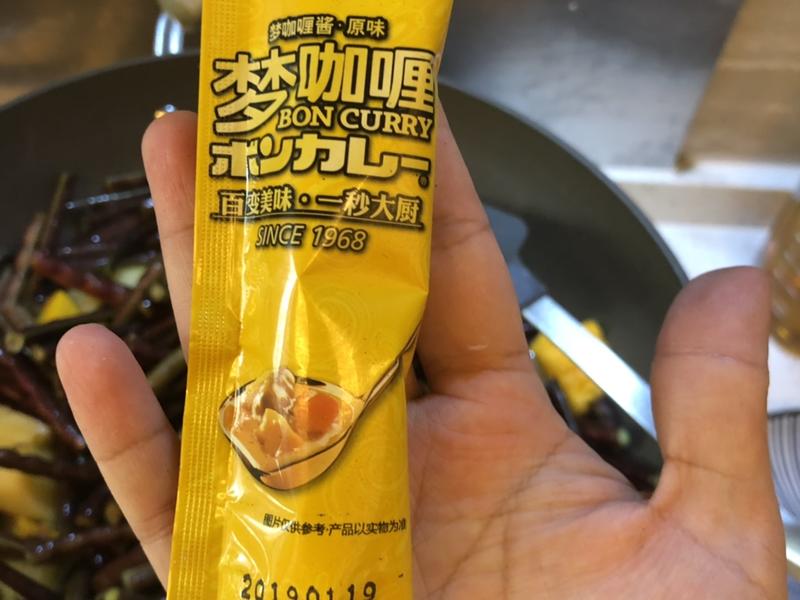 梦咖喱酱·原味
梦咖喱
BON CURRY
ボンカレー
百变美味·一秒大厨
SINCE 1968
图片仅供参考·产品以实物为准
20190119